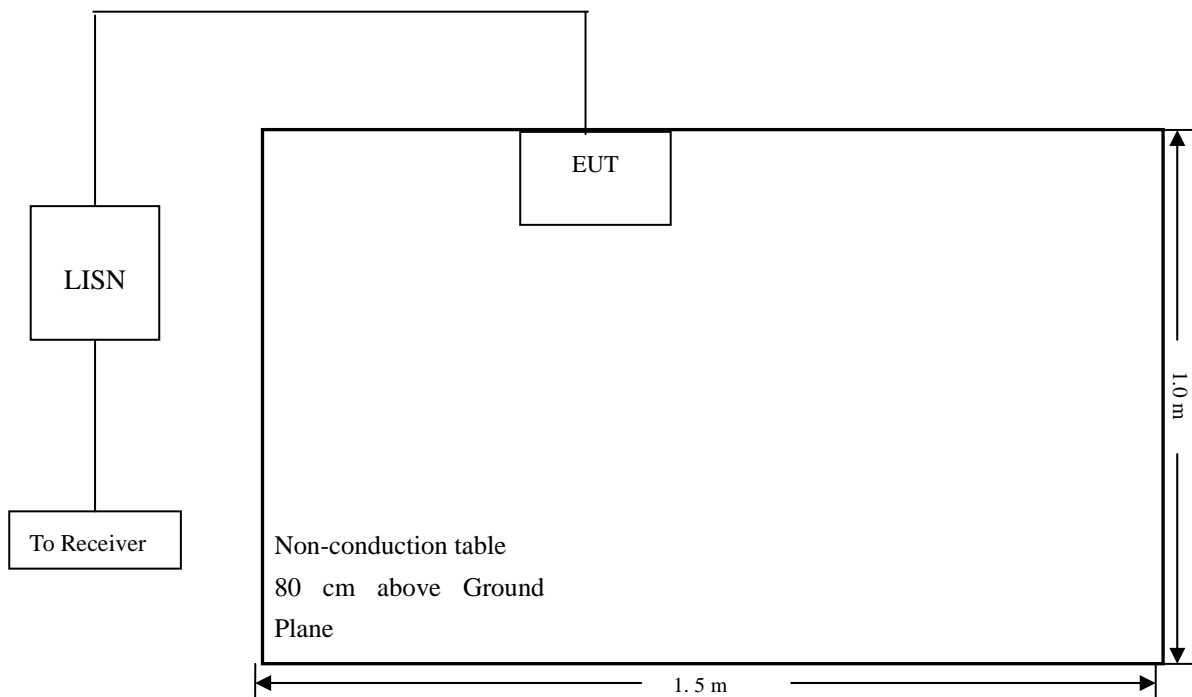 EUT
LISN
1.0 m
To Receiver
Non-conduction table
80 cm above Ground
Plane
1. 5 m